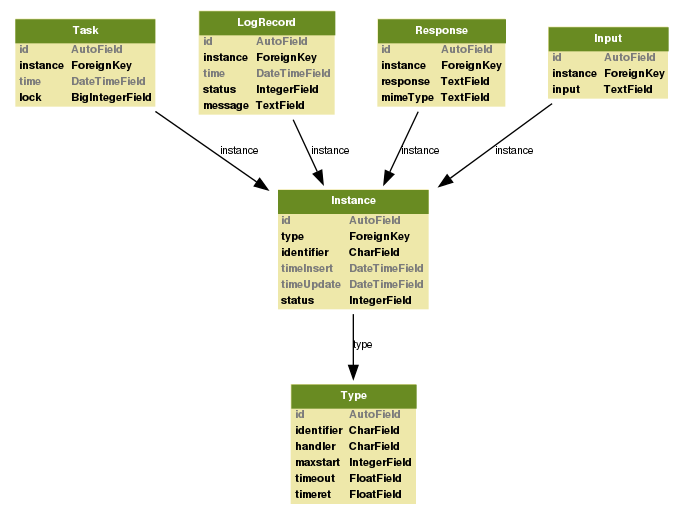 Task
id AutoField
instance ForeignKey
time DateTimeField
lock BigIntegerField
LogRecord
id AutoField
instance ForeignKey
time DateTimeField
status IntegerField
message TextField
Response
id AutoField
instance ForeignKey
response TextField
mimeType TextField
Input
id AutoField
instance ForeignKey
input TextField
instance
instance
instance
instance
Instance
id AutoField
type ForeignKey
identifier CharField
timeInsert DateTimeField
timeUpdate DateTimeField
status IntegerField
type
Type
id AutoField
identifier CharField
handler CharField
maxstart IntegerField
timeout FloatField
timeret FloatField